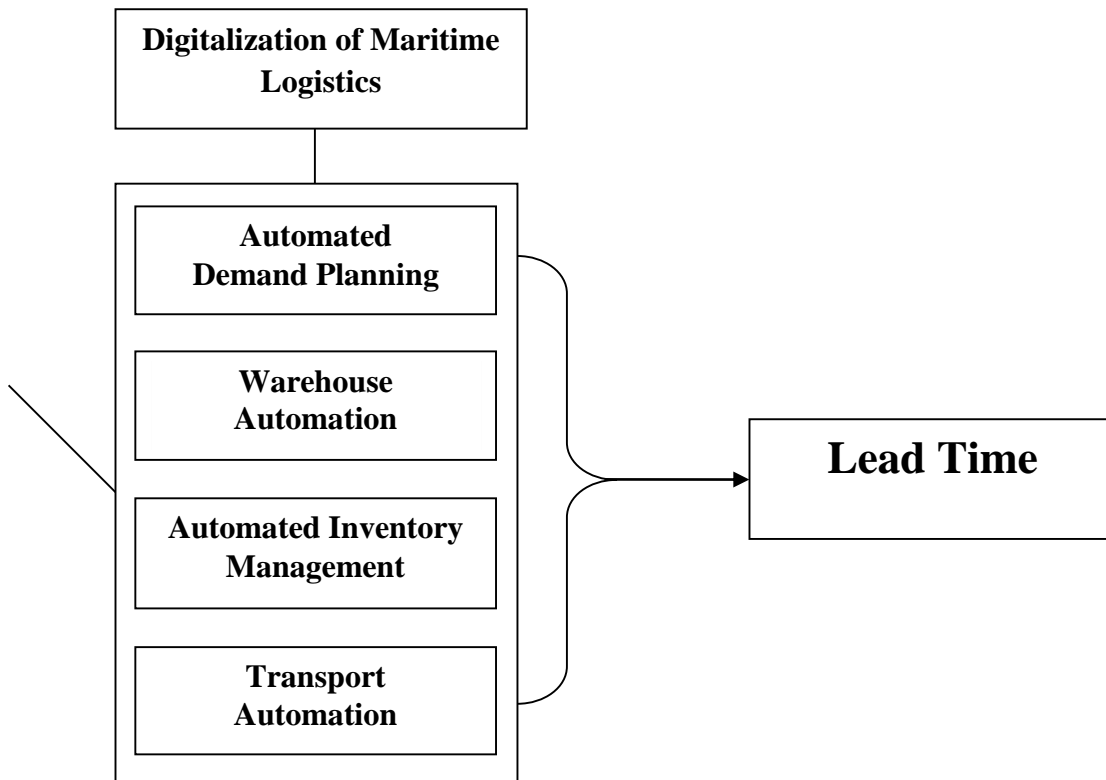 Digitalization of Maritime
Logistics
Automated
Demand Planning
Warehouse
Automation
Automated Inventory
Management
Transport
Automation
Lead Time